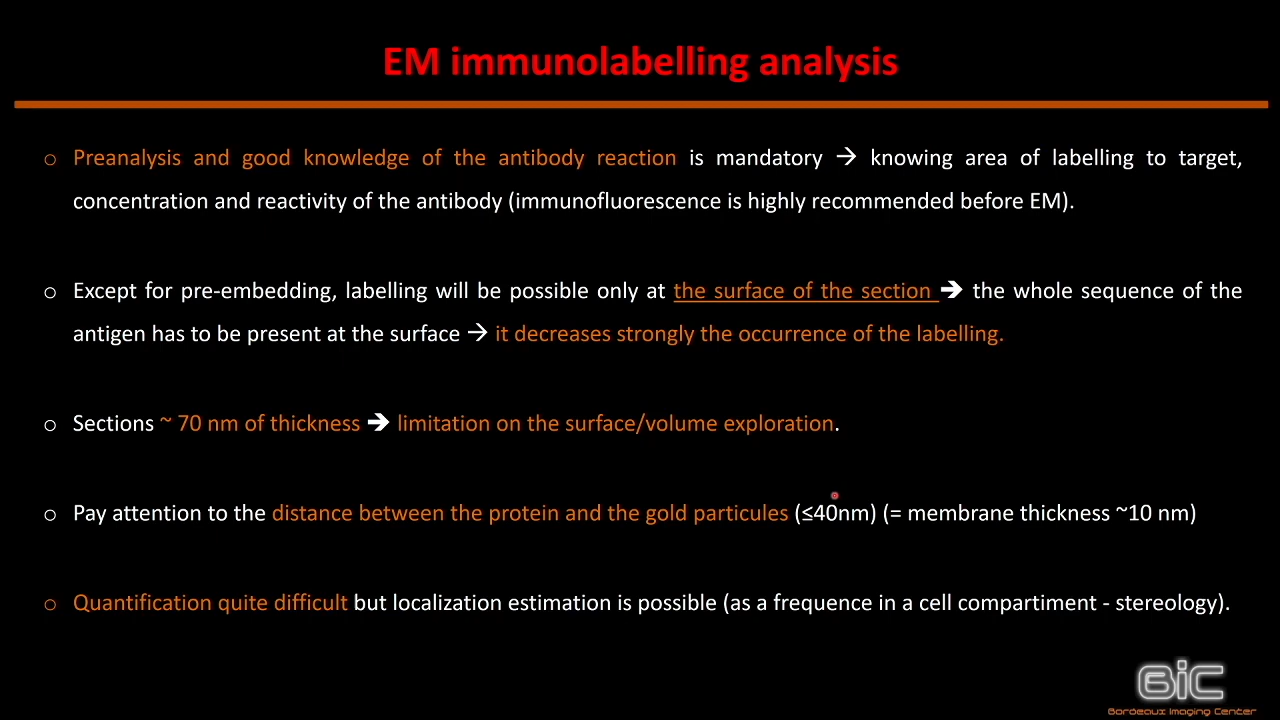 EM immunolabelling analysis
o Preanalysis and good knowledge of the antibody reaction is mandatory → knowing area of labelling to target,
concentration and reactivity of the antibody (immunofluorescence is highly recommended before EM).
o Except for pre-embedding, labelling will be possible only at the surface of the section ➔ the whole sequence of the
antigen has to be present at the surface → it decreases strongly the occurrence of the labelling.
o Sections ~ 70 nm of thickness ➔ limitation on the surface/volume exploration.
o Pay attention to the distance between the protein and the gold particules (≤40nm) (= membrane thickness ~10 nm)
o Quantification quite difficult but localization estimation is possible (as a frequence in a cell compartiment - stereology).
BIC
Bordeaux Imaging Center